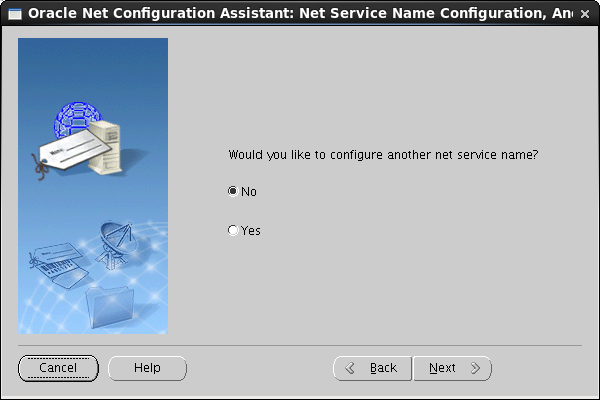 Oracle Net Configuration Assistant: Net Service Name Configuration, An
Would you like to configure another net service name?
No
Yes
Cancel
Help
Back
Next